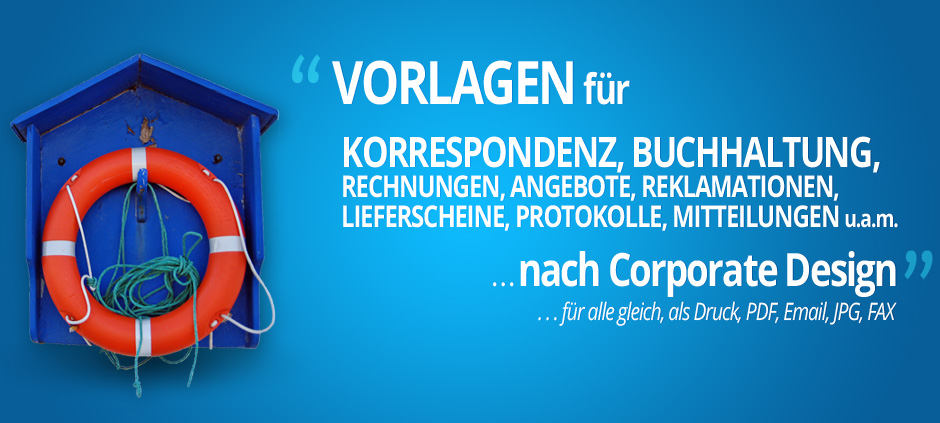 “ VORLAGEN für
KORRESPONDENZ, BUCHHALTUNG,
RECHNUNGEN, ANGEBOTE, REKLAMATIONEN,
LIEFERSCHEINE, PROTOKOLLE, MITTEILUNGEN u.a.m.
...nach Corporate Design ”
... für alle gleich, als Druck, PDF, Email, JPG, FAX